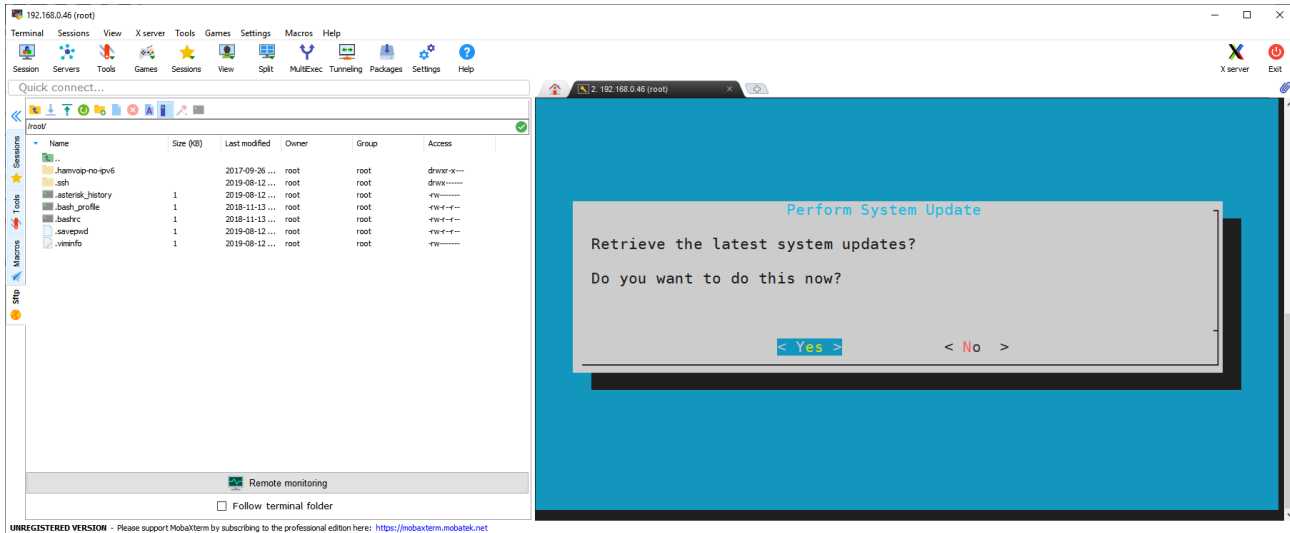 192.168.0.46 (root)
Terminal Sessions View X server Tools Games Settings Macros Help
Session Servers Tools Games Sessions View Split MultiExec Tunneling Packages Settings Help X server Exit
Quick connect...
2. 192.168.0.46 (root)
/root/
Name Size (KB) Last modified Owner Group Access
..
.hamvoip-no-ipv6 2017-09-26 ... root root drwxr-x---
.ssh 2019-08-12 ... root root drwx------
.asterisk_history 1 2019-08-12 ... root root -rw-------
.bash_profile 1 2018-11-13 ... root root -rw-r--r--
.bashrc 1 2018-11-13 ... root root -rw-r--r--
.savepwd 1 2019-08-12 ... root root -rw-r--r--
.viminfo 1 2019-08-12 ... root root -rw-------
Sessions
Tools
Macros
Sftp
Perform System Update
Retrieve the latest system updates?
Do you want to do this now?
< Yes > < No >
Remote monitoring
Follow terminal folder
UNREGISTERED VERSION - Please support MobaXterm by subscribing to the professional edition here: https://mobaxterm.mobatek.net